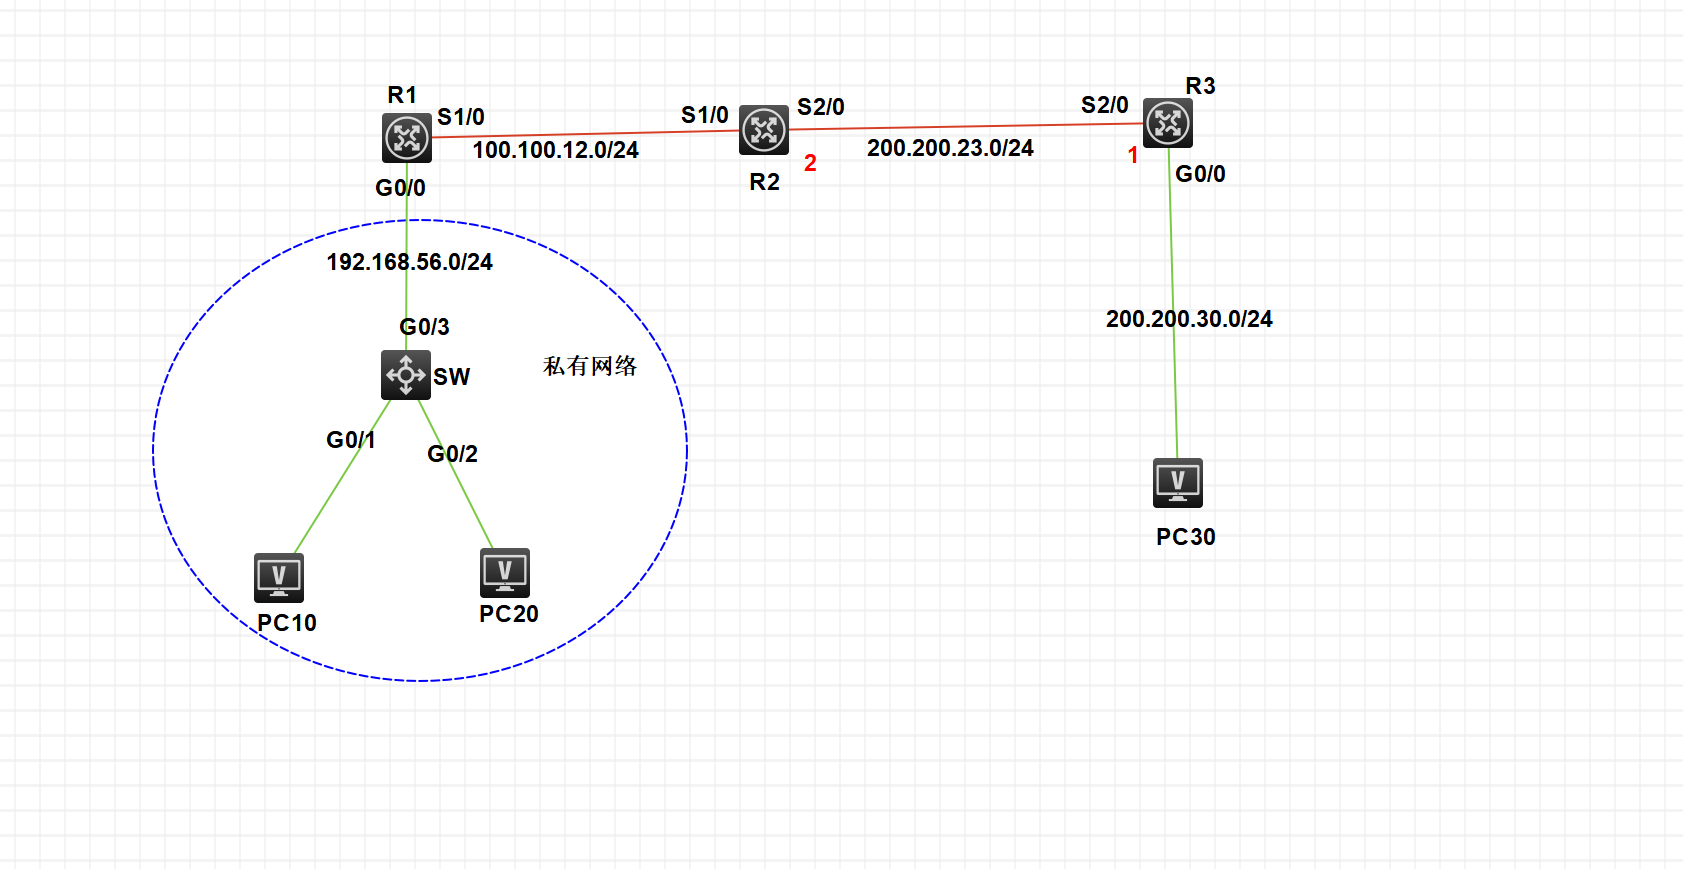 R1
S1/0
100.100.12.0/24
G0/0
S1/0
S2/0
2
R2
200.200.23.0/24
S2/0
R3
1
G0/0
192.168.56.0/24
G0/3
SW
私有网络
G0/1
G0/2
PC10
PC20
200.200.30.0/24
V
V
V
PC30